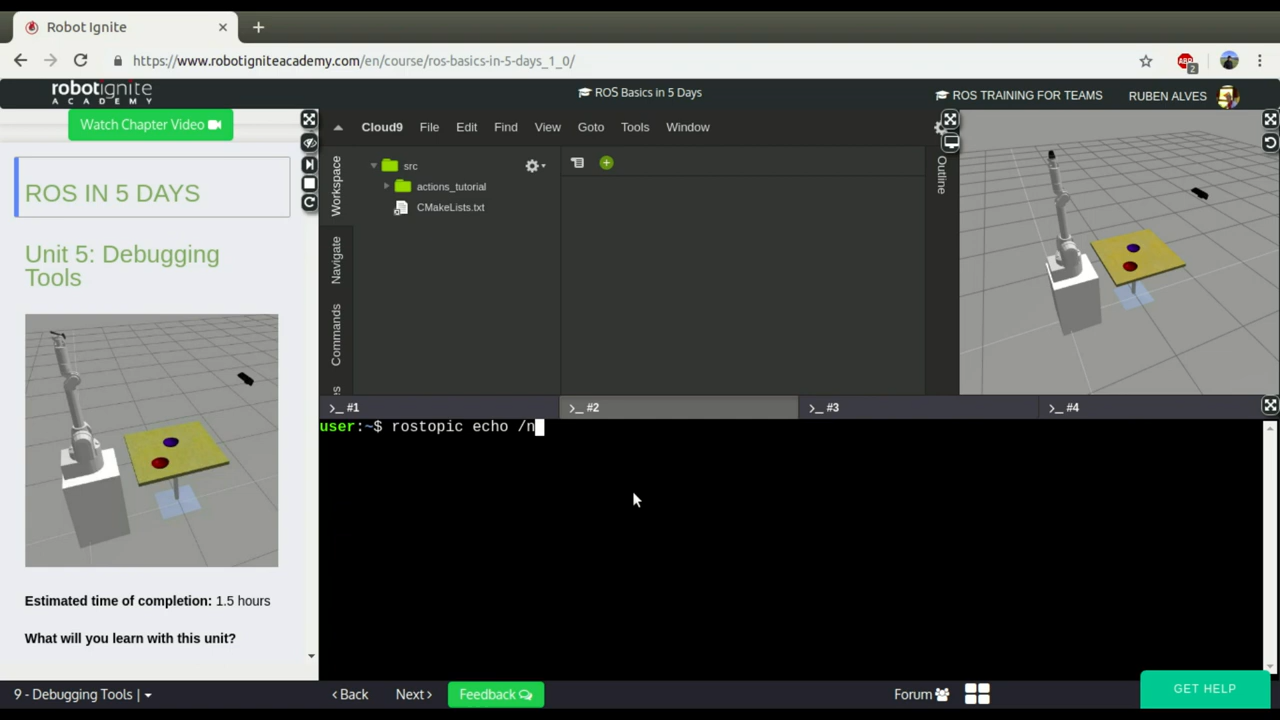 Robot Ignite
https://www.robotigniteacademy.com/en/course/ros-basics-in-5-days_1_0/
ABP
2
robotignite
ACADEMY
ROS Basics in 5 Days
ROS TRAINING FOR TEAMS
RUBEN ALVES
Watch Chapter Video
ROS IN 5 DAYS
Unit 5: Debugging
Tools
Estimated time of completion: 1.5 hours
What will you learn with this unit?
Cloud9 File Edit Find View Goto Tools Window
Workspace
Navigate
Commands
src
actions_tutorial
CMakeLists.txt
Outline
>_ #1
>_ #2
>_ #3
>_ #4
user:~$ rostopic echo /n
9 - Debugging Tools |
< Back
Next >
Feedback
Forum
GET HELP